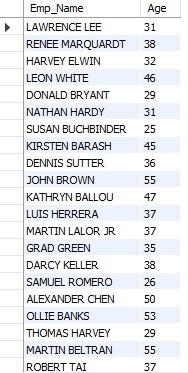 Emp_Name Age
LAWRENCE LEE 31
RENEE MARQUARDT 38
HARVEY ELWIN 32
LEON WHITE 46
DONALD BRYANT 29
NATHAN HARDY 31
SUSAN BUCHBINDER 25
KIRSTEN BARASH 45
DENNIS SUTTER 36
JOHN BROWN 55
KATHRYN BALLOU 47
LUIS HERRERA 37
MARTIN LALOR JR 37
GRAD GREEN 35
DARCY KELLER 38
SAMUEL ROMERO 26
ALEXANDER CHEN 50
OLLIE BANKS 53
THOMAS HARVEY 29
MARTIN BELTRAN 55
ROBERT TAI 37